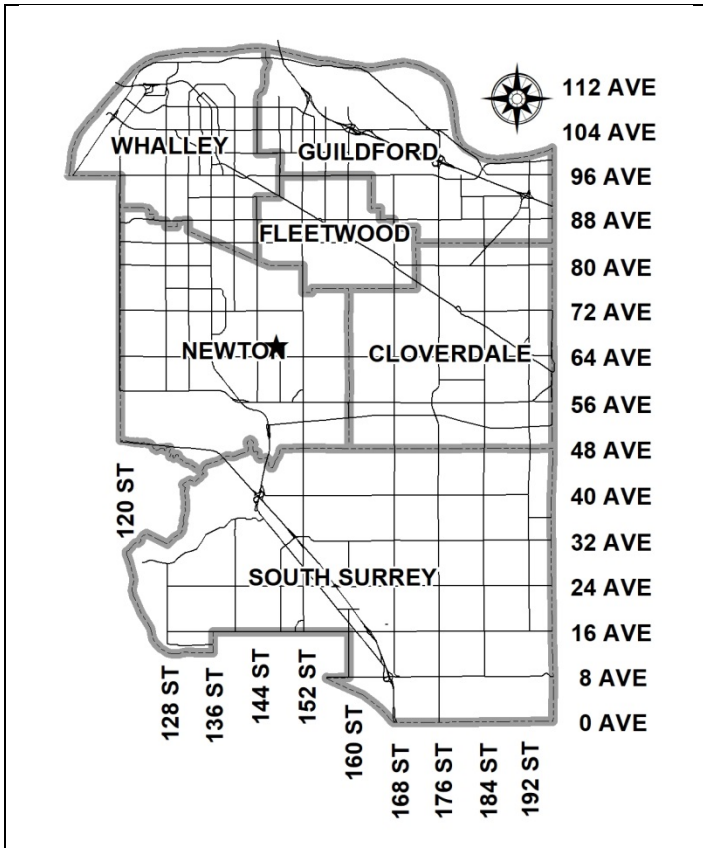 112 AVE
104 AVE
WHALLEY
GUILDFORD
96 AVE
88 AVE
FLEETWOOD
80 AVE
72 AVE
NEWTON
CLOVERDALE
64 AVE
56 AVE
48 AVE
120 ST
40 AVE
32 AVE
SOUTH SURREY
24 AVE
16 AVE
128 ST
136 ST
144 ST
152 ST
160 ST
8 AVE
0 AVE
168 ST
176 ST
184 ST
192 ST